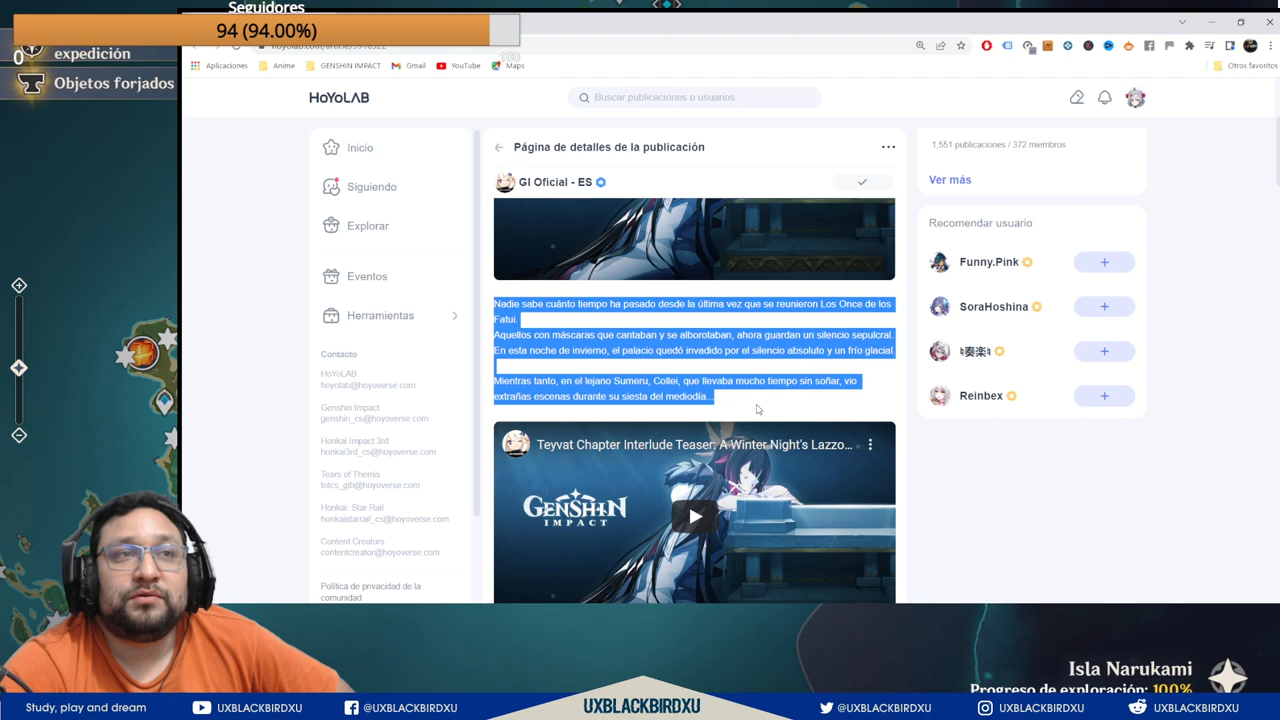 Seguidores
94 (94.00%)
0
100
expedición
Objetos forjados
hoyolab.com/article/5910322
Aplicaciones
Anime
GENSHIN IMPACT
Gmail
YouTube
Maps
Otros favoritos
HoYoLAB
Buscar publicaciones o usuarios
Inicio
Siguiendo
Explorar
Eventos
Herramientas
Contacto
HoYoLAB
hoyolab@hoyoverse.com
Genshin Impact
genshin_cs@hoyoverse.com
Honkai Impact 3rd
honkai3rd_cs@hoyoverse.com
Tears of Themis
totcs_glb@hoyoverse.com
Honkai: Star Rail
honkaistarrail_cs@hoyoverse.com
Content Creators
contentcreator@hoyoverse.com
Política de privacidad de la
comunidad
Página de detalles de la publicación
GI Oficial - ES
Nadie sabe cuánto tiempo ha pasado desde la última vez que se reunieron Los Once de los
Fatui.
Aquellos con máscaras que cantaban y se alborotaban, ahora guardan un silencio sepulcral.
En esta noche de invierno, el palacio quedó invadido por el silencio absoluto y un frío glacial.
Mientras tanto, en el lejano Sumeru, Collei, que llevaba mucho tiempo sin soñar, vio
extrañas escenas durante su siesta del mediodía...
Teyvat Chapter Interlude Teaser: A Winter Night's Lazzo...
GENSHIN
IMPACT
1,551 publicaciones / 372 miembros
Ver más
Recomendar usuario
Funny.Pink
SoraHoshina
♮奏楽♮
Reinbex
Isla Narukami
Progreso de exploración: 100%
Study, play and dream
UXBLACKBIRDXU
@UXBLACKBIRDXU
UXBLACKBIRDXU
@UXBLACKBIRDXU
UXBLACKBIRDXU
UXBLACKBIRDXU